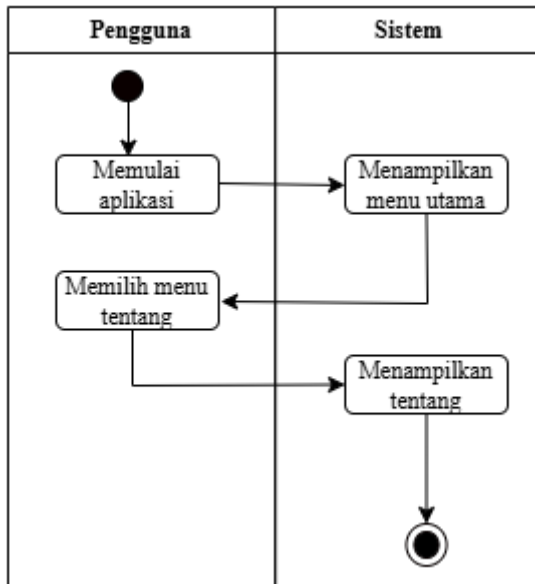 Pengguna
Sistem
Memulai
aplikasi
Menampilkan
menu utama
Memilih menu
tentang
Menampilkan
tentang